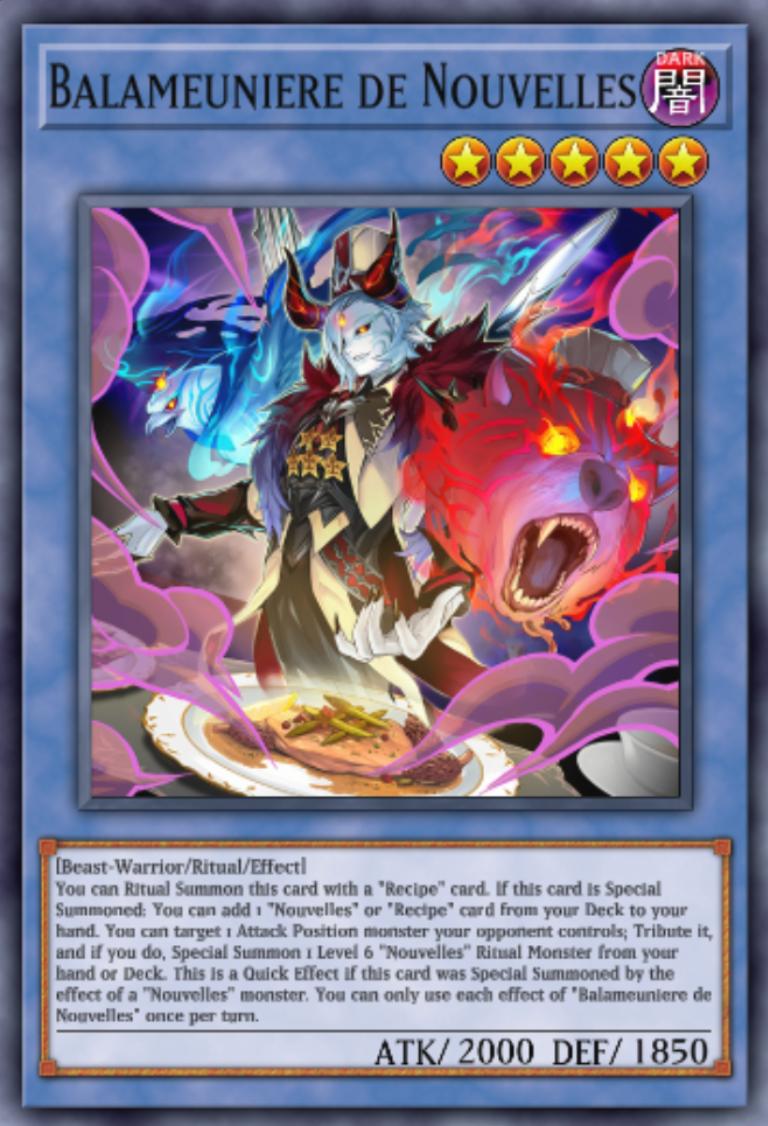 BALAMEUNIERE DE NOUVELLES
DARK
闇
[Beast-Warrior/Ritual/Effect]
You can Ritual Summon this card with a "Recipe" card. If this card is Special
Summoned: You can add 1 "Nouvelles" or "Recipe" card from your Deck to your
hand. You can target 1 Attack Position monster your opponent controls; Tribute it,
and if you do, Special Summon 1 Level 6 "Nouvelles" Ritual Monster from your
hand or Deck. This is a Quick Effect if this card was Special Summoned by the
effect of a "Nouvelles" monster. You can only use each effect of "Balameuniere de
Nouvelles" once per turn.
ATK/ 2000 DEF/ 1850